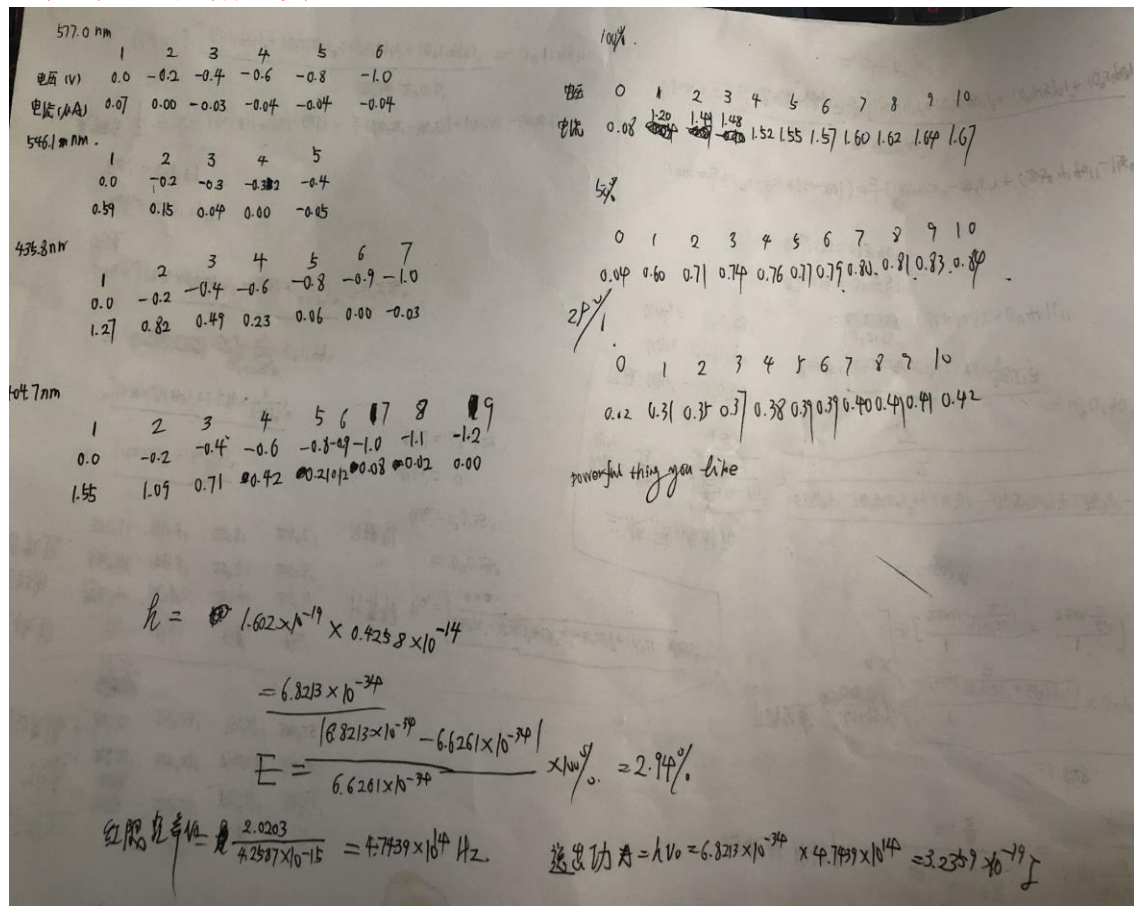 577.0 nm
1 2 3 4 5 6
电压 (V) 0.0 -0.2 -0.4 -0.6 -0.8 -1.0
电流 (μA) 0.07 0.00 -0.03 -0.04 -0.04 -0.04
546.1 nm.
1 2 3 4 5
0.0 -0.2 -0.3 -0.32 -0.4
0.59 0.15 0.04 0.00 -0.05
435.8 nm
1 2 3 4 5 6 7
0.0 -0.2 -0.4 -0.6 -0.8 -0.9 -1.0
1.27 0.82 0.49 0.23 0.06 0.00 -0.03
404.7nm
1 2 3 4 5 6 7 8 9
0.0 -0.2 -0.4 -0.6 -0.8 -0.9 -1.0 -1.1 -1.2
1.55 1.09 0.71 0.42 0.21 0.12 0.08 0.02 0.00
100%.
电压 0 1 2 3 4 5 6 7 8 9 10
电流 0.08 1.20 1.41 1.48 1.52 1.55 1.57 1.60 1.62 1.64 1.67
50%
0 1 2 3 4 5 6 7 8 9 10
0.04 0.60 0.71 0.74 0.76 0.77 0.79 0.80. 0.81 0.83. 0.84.
0 1 2 3 4 5 6 7 8 9 10
0.02 0.31 0.35 0.37 0.38 0.39 0.39 0.40 0.41 0.41 0.42
powerful thing you like
h = 1.602×10⁻¹⁹ × 0.4258×10⁻¹⁴
= 6.8213×10⁻³⁴
E = |6.8213×10⁻³⁴ - 6.6261×10⁻³⁴| / 6.6261×10⁻³⁴ ×100%. = 2.94%
红限频率ν₀= 2.0203 / 4.2587×10⁻¹⁵ = 4.7439×10¹⁴ Hz.
逸出功 A = hν₀ = 6.8213×10⁻³⁴ × 4.7439×10¹⁴ = 3.2359×10⁻¹⁹ J